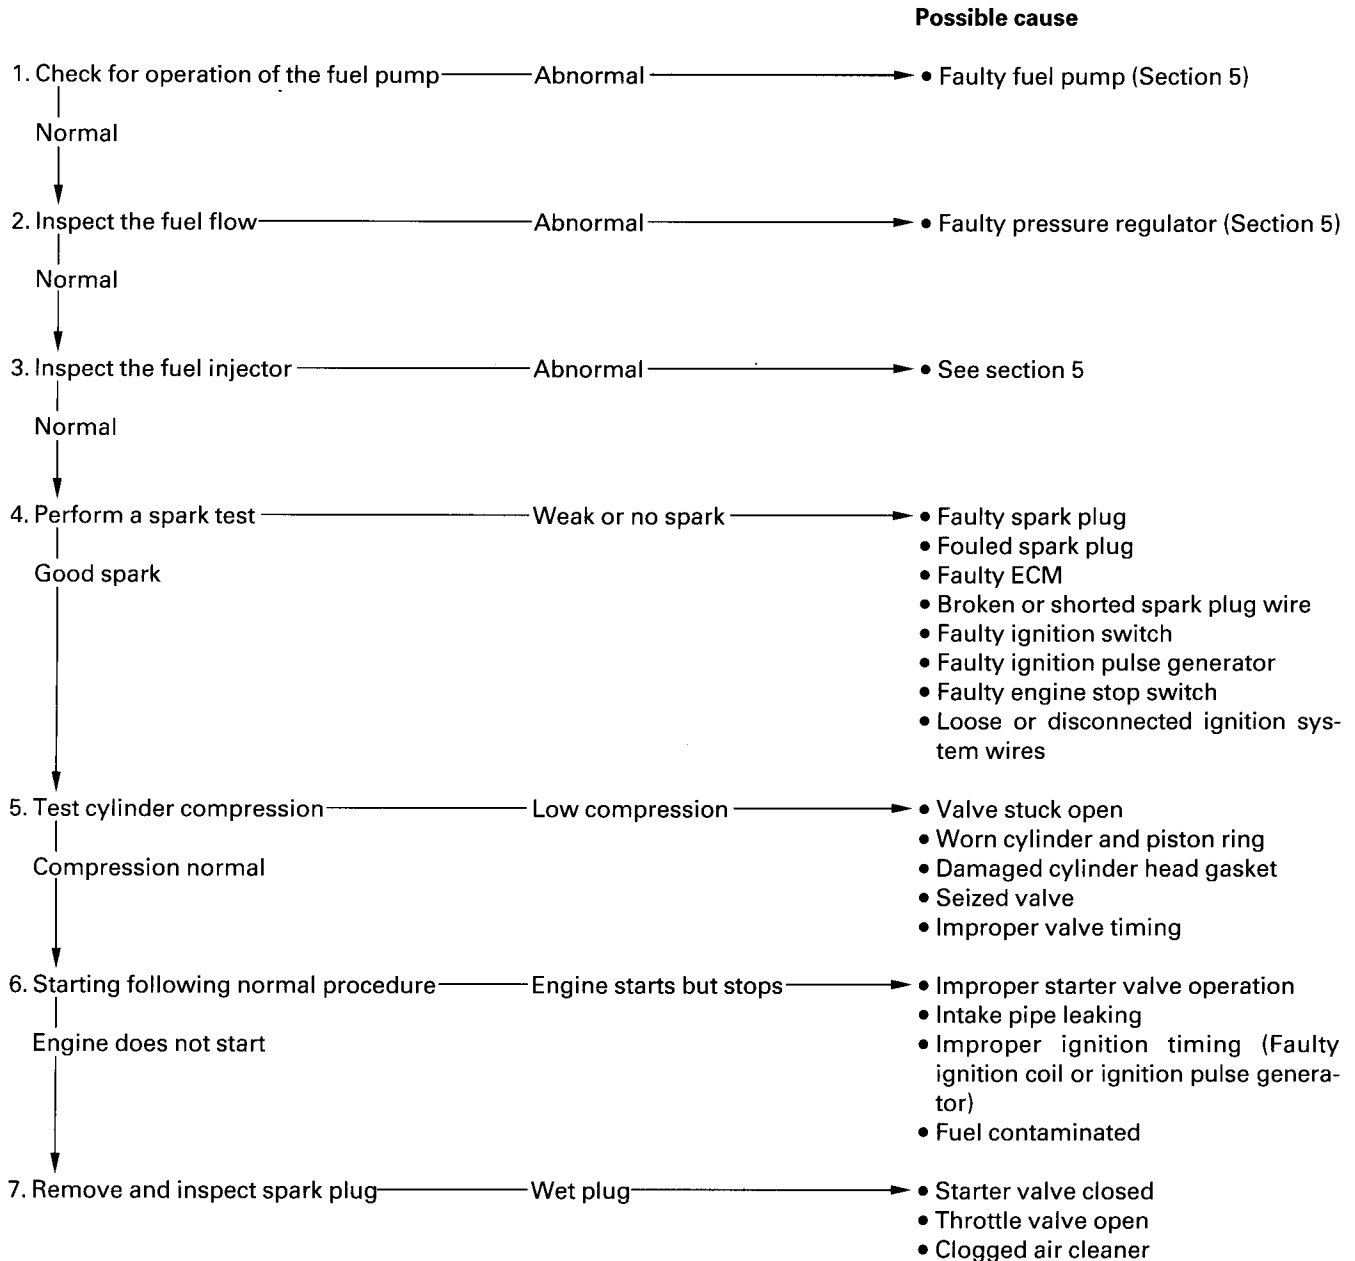 Possible cause
1. Check for operation of the fuel pump Abnormal • Faulty fuel pump (Section 5)
Normal
2. Inspect the fuel flow Abnormal • Faulty pressure regulator (Section 5)
Normal
3. Inspect the fuel injector Abnormal • See section 5
Normal
4. Perform a spark test Weak or no spark • Faulty spark plug
• Fouled spark plug
Good spark • Faulty ECM
• Broken or shorted spark plug wire
• Faulty ignition switch
• Faulty ignition pulse generator
• Faulty engine stop switch
• Loose or disconnected ignition sys-
tem wires
5. Test cylinder compression Low compression • Valve stuck open
• Worn cylinder and piston ring
Compression normal • Damaged cylinder head gasket
• Seized valve
• Improper valve timing
6. Starting following normal procedure Engine starts but stops • Improper starter valve operation
• Intake pipe leaking
Engine does not start • Improper ignition timing (Faulty
ignition coil or ignition pulse genera-
tor)
• Fuel contaminated
7. Remove and inspect spark plug Wet plug • Starter valve closed
• Throttle valve open
• Clogged air cleaner